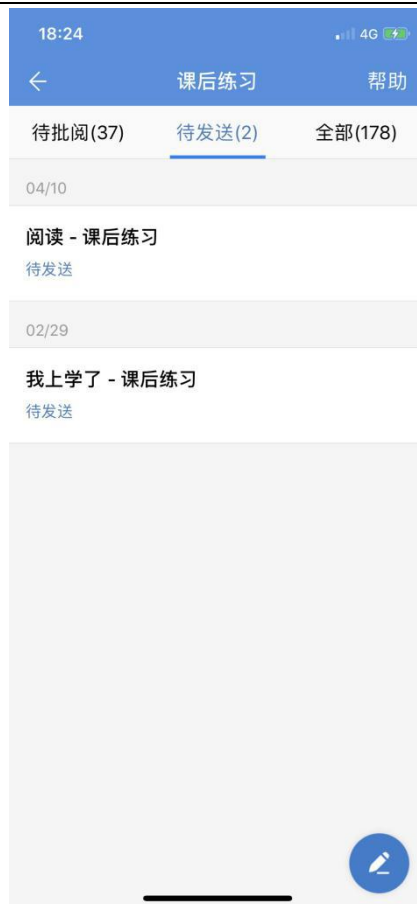 18:24 4G
课后练习 帮助
待批阅(37) 待发送(2) 全部(178)
04/10
阅读 - 课后练习
待发送
02/29
我上学了 - 课后练习
待发送